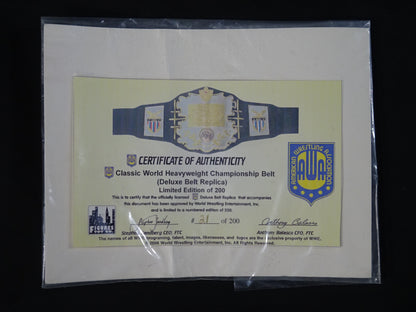 CERTIFICATE OF AUTHENTICITY
Classic World Heavyweight Championship Belt
(Deluxe Belt Replica)
Limited Edition of 200
This is to certify that the officially licensed Deluxe Belt Replica that accompanies
this document has been approved by World Wrestling Entertainment, Inc.
and is limited to a numbered edition of 200.
# 21 of 200
CEO, FTC
Anthony Balasco CFO, FTC
The names of all programming, talent, images, likenesses, and logos are the exclusive property of WWE,
World Wrestling Entertainment, Inc. All Rights Reserved.
AMERICAN WRESTLING ASSOCIATION
AWA
FIGURES